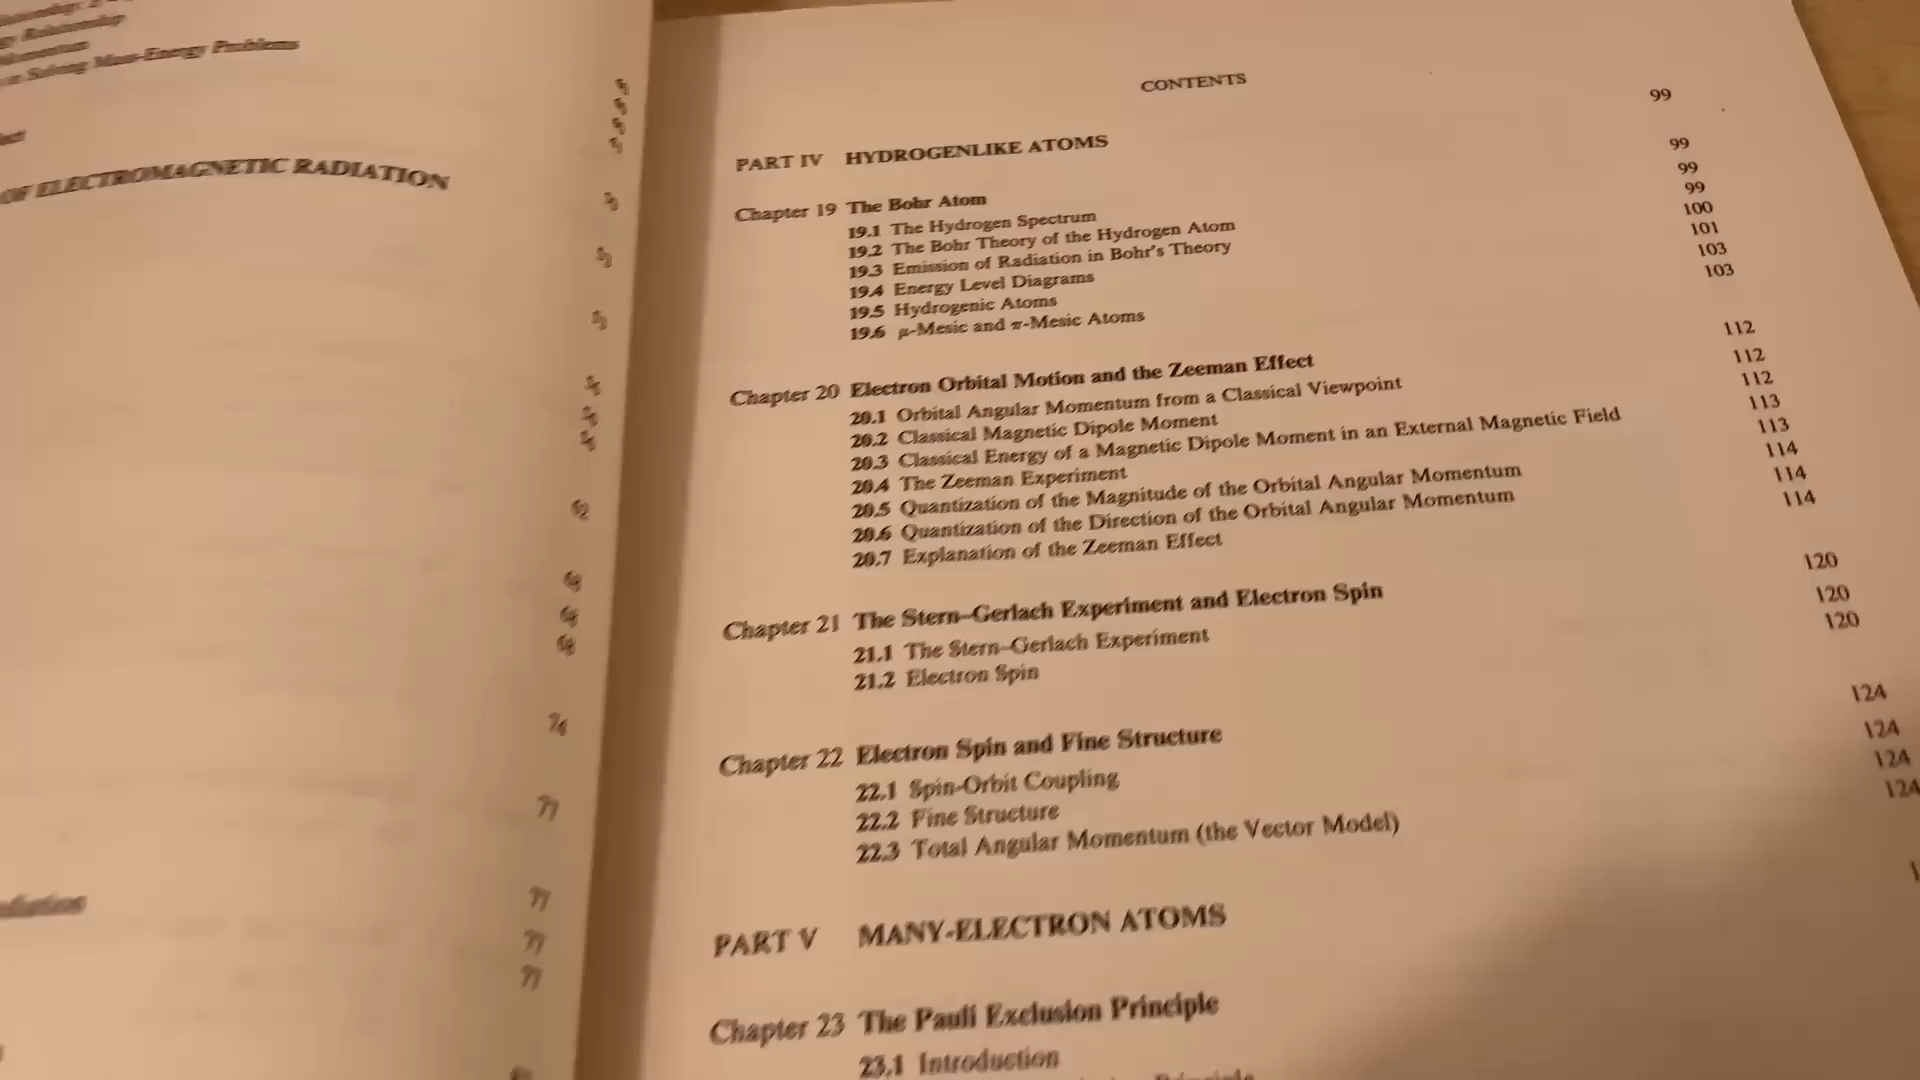 Relationship
Solving Mass-Energy Problems
OF ELECTROMAGNETIC RADIATION
CONTENTS
PART IV HYDROGENLIKE ATOMS 99
Chapter 19 The Bohr Atom 99
19.1 The Hydrogen Spectrum 99
19.2 The Bohr Theory of the Hydrogen Atom 99
19.3 Emission of Radiation in Bohr's Theory 100
19.4 Energy Level Diagrams 101
19.5 Hydrogenic Atoms 103
19.6 μ-Mesic and π-Mesic Atoms 103
Chapter 20 Electron Orbital Motion and the Zeeman Effect 112
20.1 Orbital Angular Momentum from a Classical Viewpoint 112
20.2 Classical Magnetic Dipole Moment 112
20.3 Classical Energy of a Magnetic Dipole Moment in an External Magnetic Field 113
20.4 The Zeeman Experiment 113
20.5 Quantization of the Magnitude of the Orbital Angular Momentum 114
20.6 Quantization of the Direction of the Orbital Angular Momentum 114
20.7 Explanation of the Zeeman Effect 114
Chapter 21 The Stern–Gerlach Experiment and Electron Spin 120
21.1 The Stern–Gerlach Experiment 120
21.2 Electron Spin 120
Chapter 22 Electron Spin and Fine Structure 124
22.1 Spin-Orbit Coupling 124
22.2 Fine Structure 124
22.3 Total Angular Momentum (the Vector Model) 124
PART V MANY-ELECTRON ATOMS
Chapter 23 The Pauli Exclusion Principle
23.1 Introduction
Principle